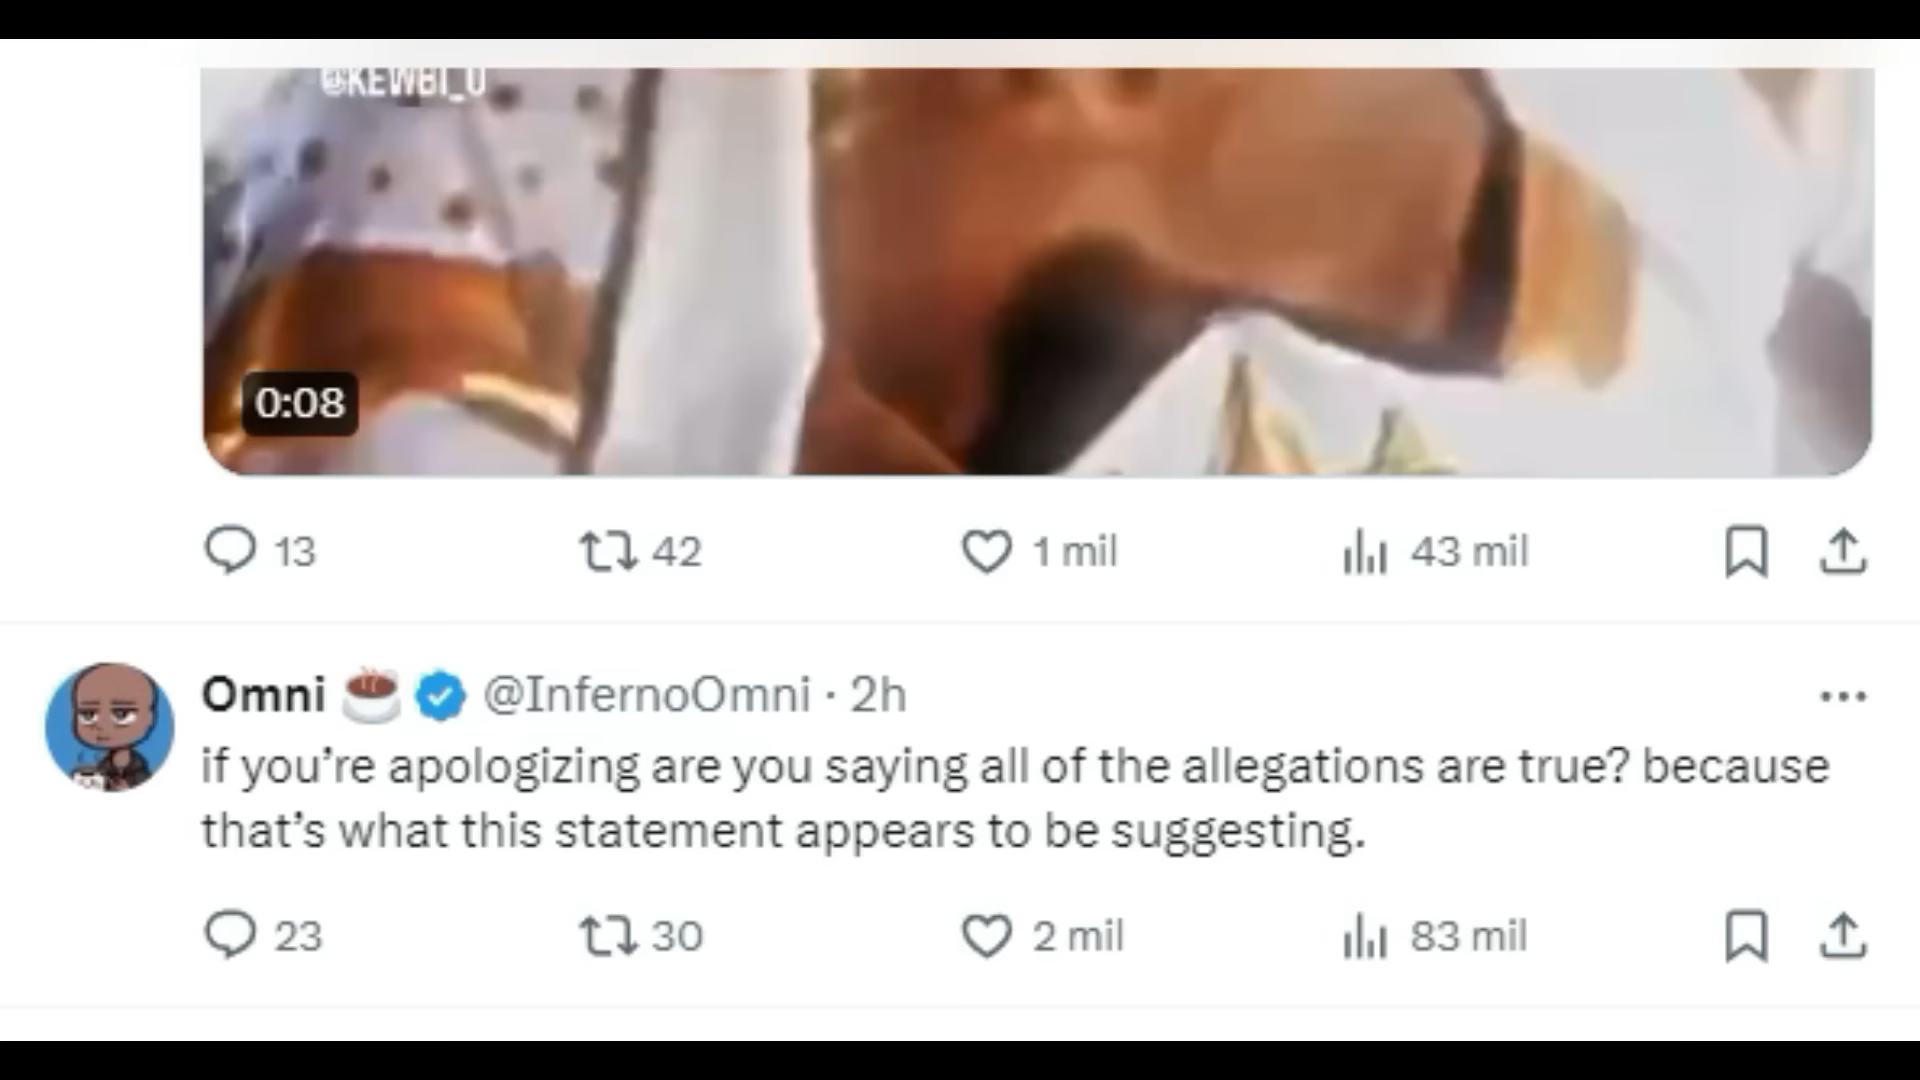 @KEWBI_U
0:08
13 42 1 mil 43 mil
Omni @InfernoOmni · 2h
if you’re apologizing are you saying all of the allegations are true? because
that’s what this statement appears to be suggesting.
23 30 2 mil 83 mil